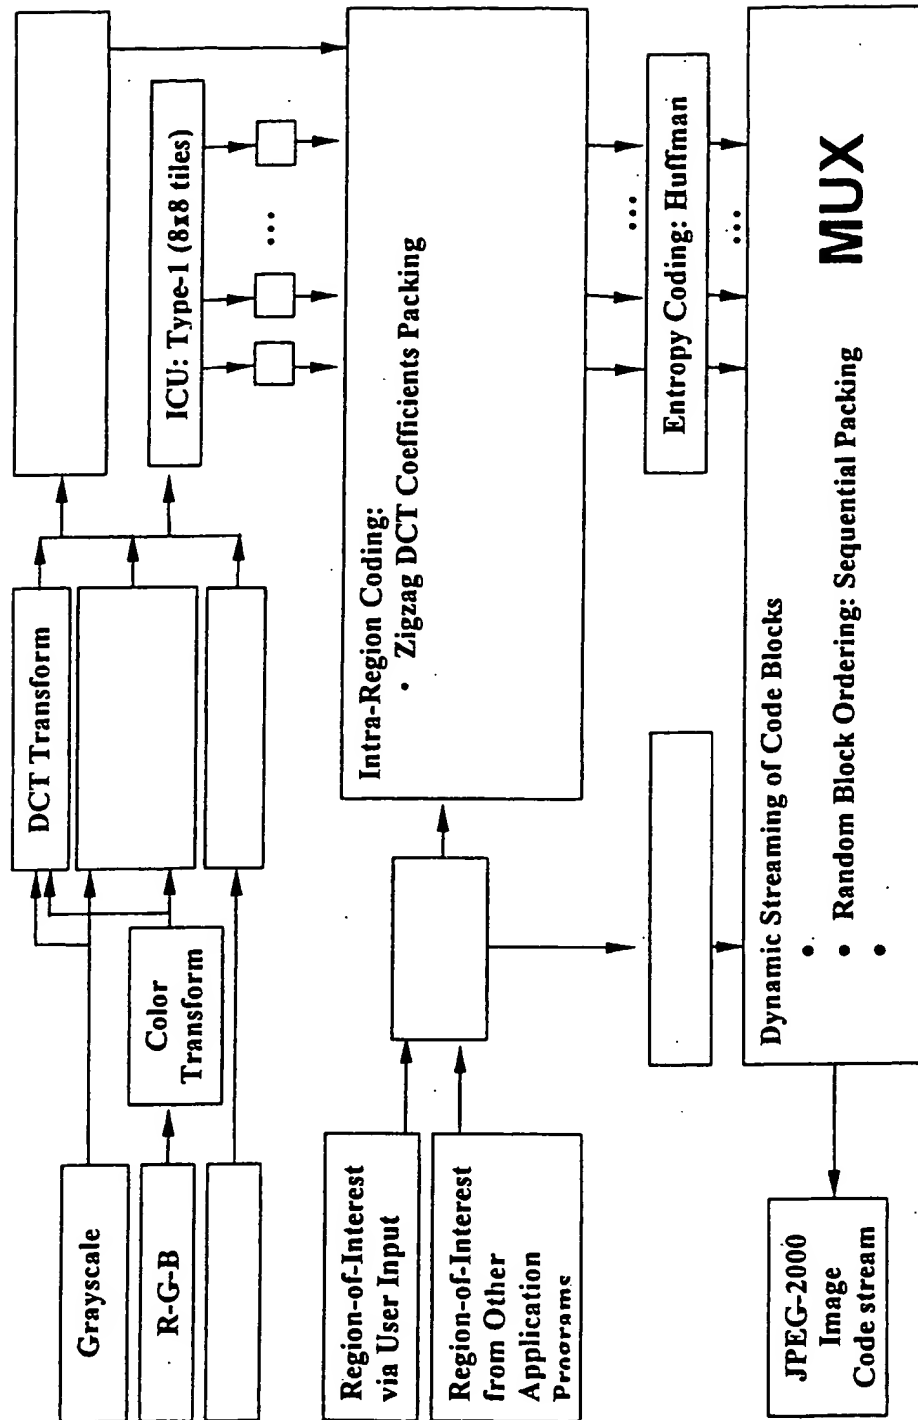 Grayscale
R-G-B
Color
Transform
DCT Transform
ICU: Type-1 (8x8 tiles)
...
Region-of-Interest
via User Input
Region-of-Interest
from Other
Application
Programs
Intra-Region Coding:
• Zigzag DCT Coefficients Packing
...
Entropy Coding: Huffman
...
Dynamic Streaming of Code Blocks
•
• Random Block Ordering: Sequential Packing
•
MUX
JPEG-2000
Image
Code stream